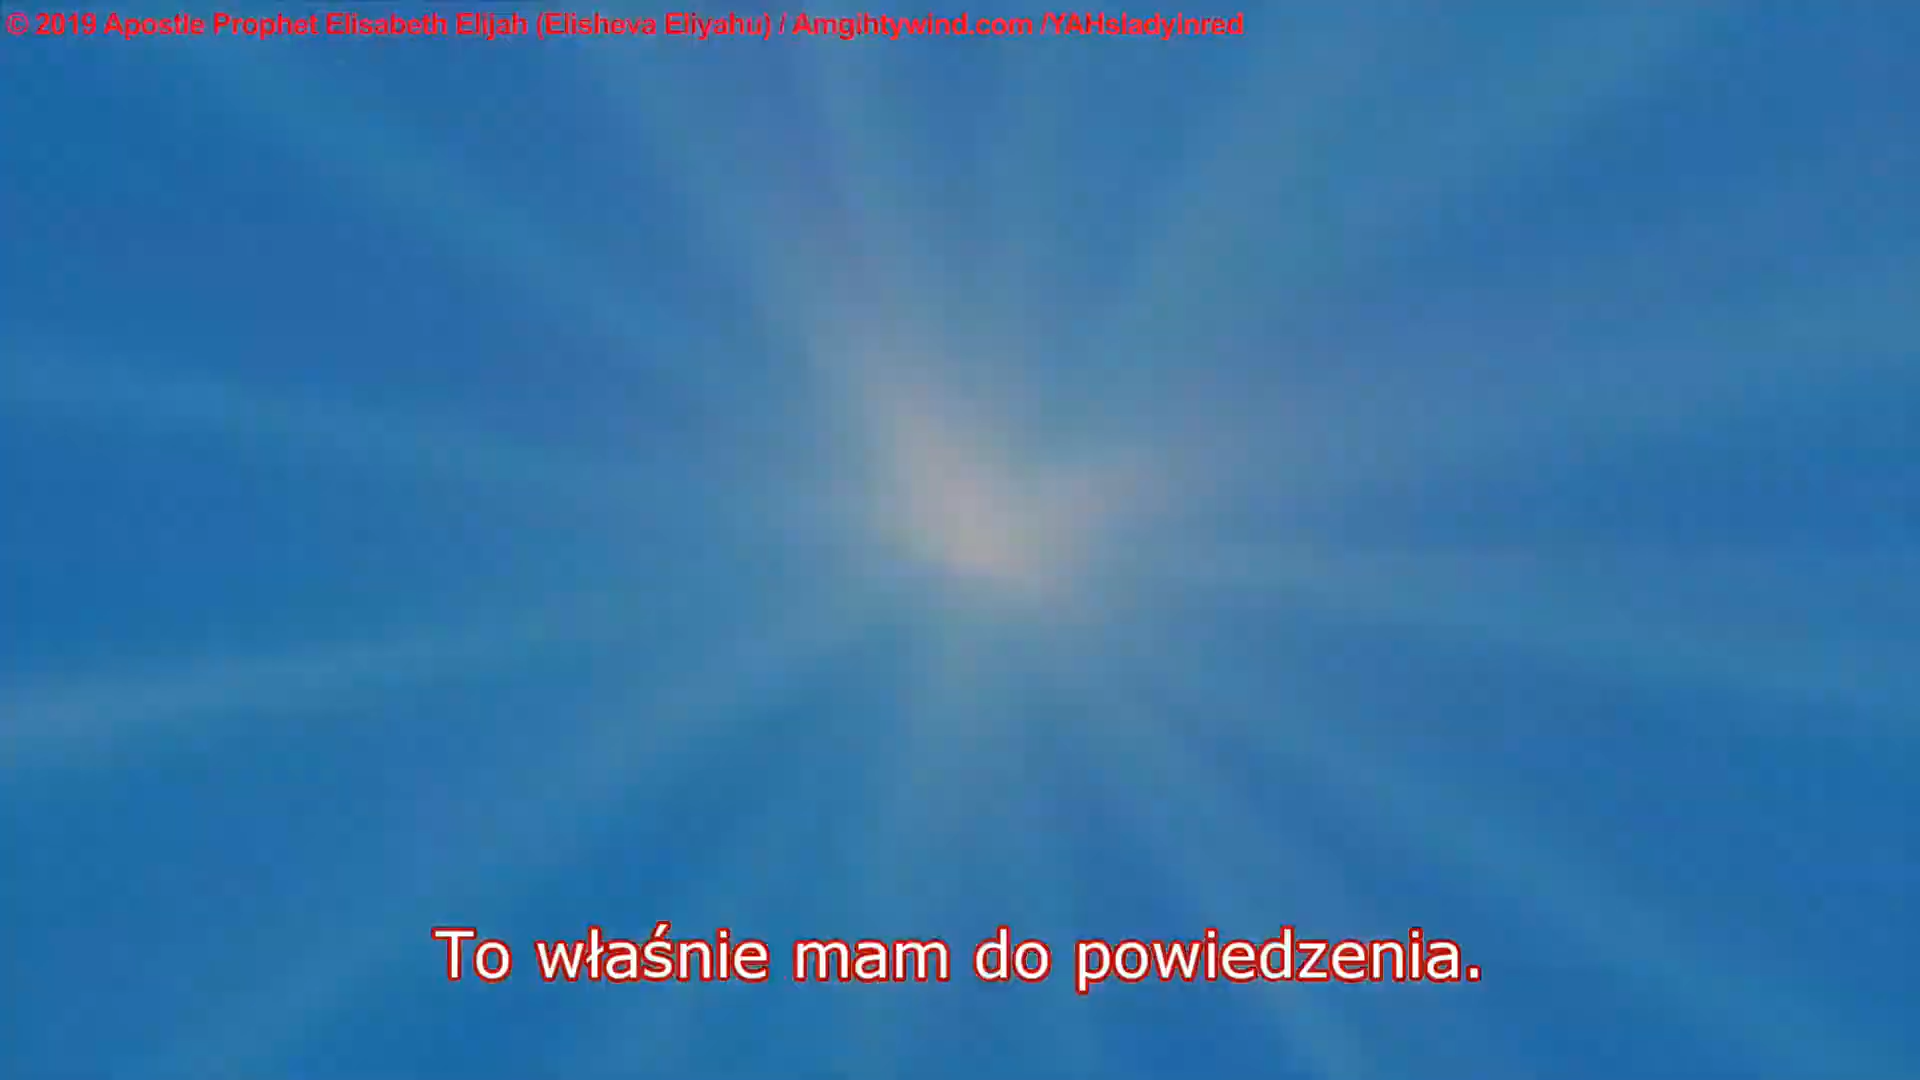 © 2019 Apostle Prophet Elisabeth Elijah (Elisheva Eliyahu) / Amgihtywind.com /YAHsladyInred
To właśnie mam do powiedzenia.